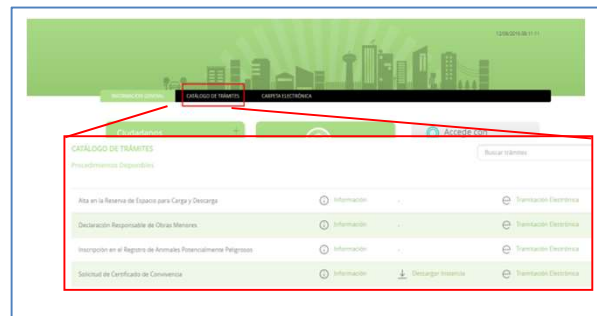 12/08/2016 08:11:11
INFORMACIÓN GENERAL CATÁLOGO DE TRÁMITES CARPETA ELECTRÓNICA
Ciudadanos + Accede con
CATÁLOGO DE TRÁMITES
Buscar trámites
Procedimientos Disponibles
Alta en la Reserva de Espacio para Carga y Descarga Información - Tramitación Electrónica
Declaración Responsable de Obras Menores Información - Tramitación Electrónica
Inscripción en el Registro de Animales Potencialmente Peligrosos Información - Tramitación Electrónica
Solicitud de Certificado de Convivencia Información Descargar Instancia Tramitación Electrónica